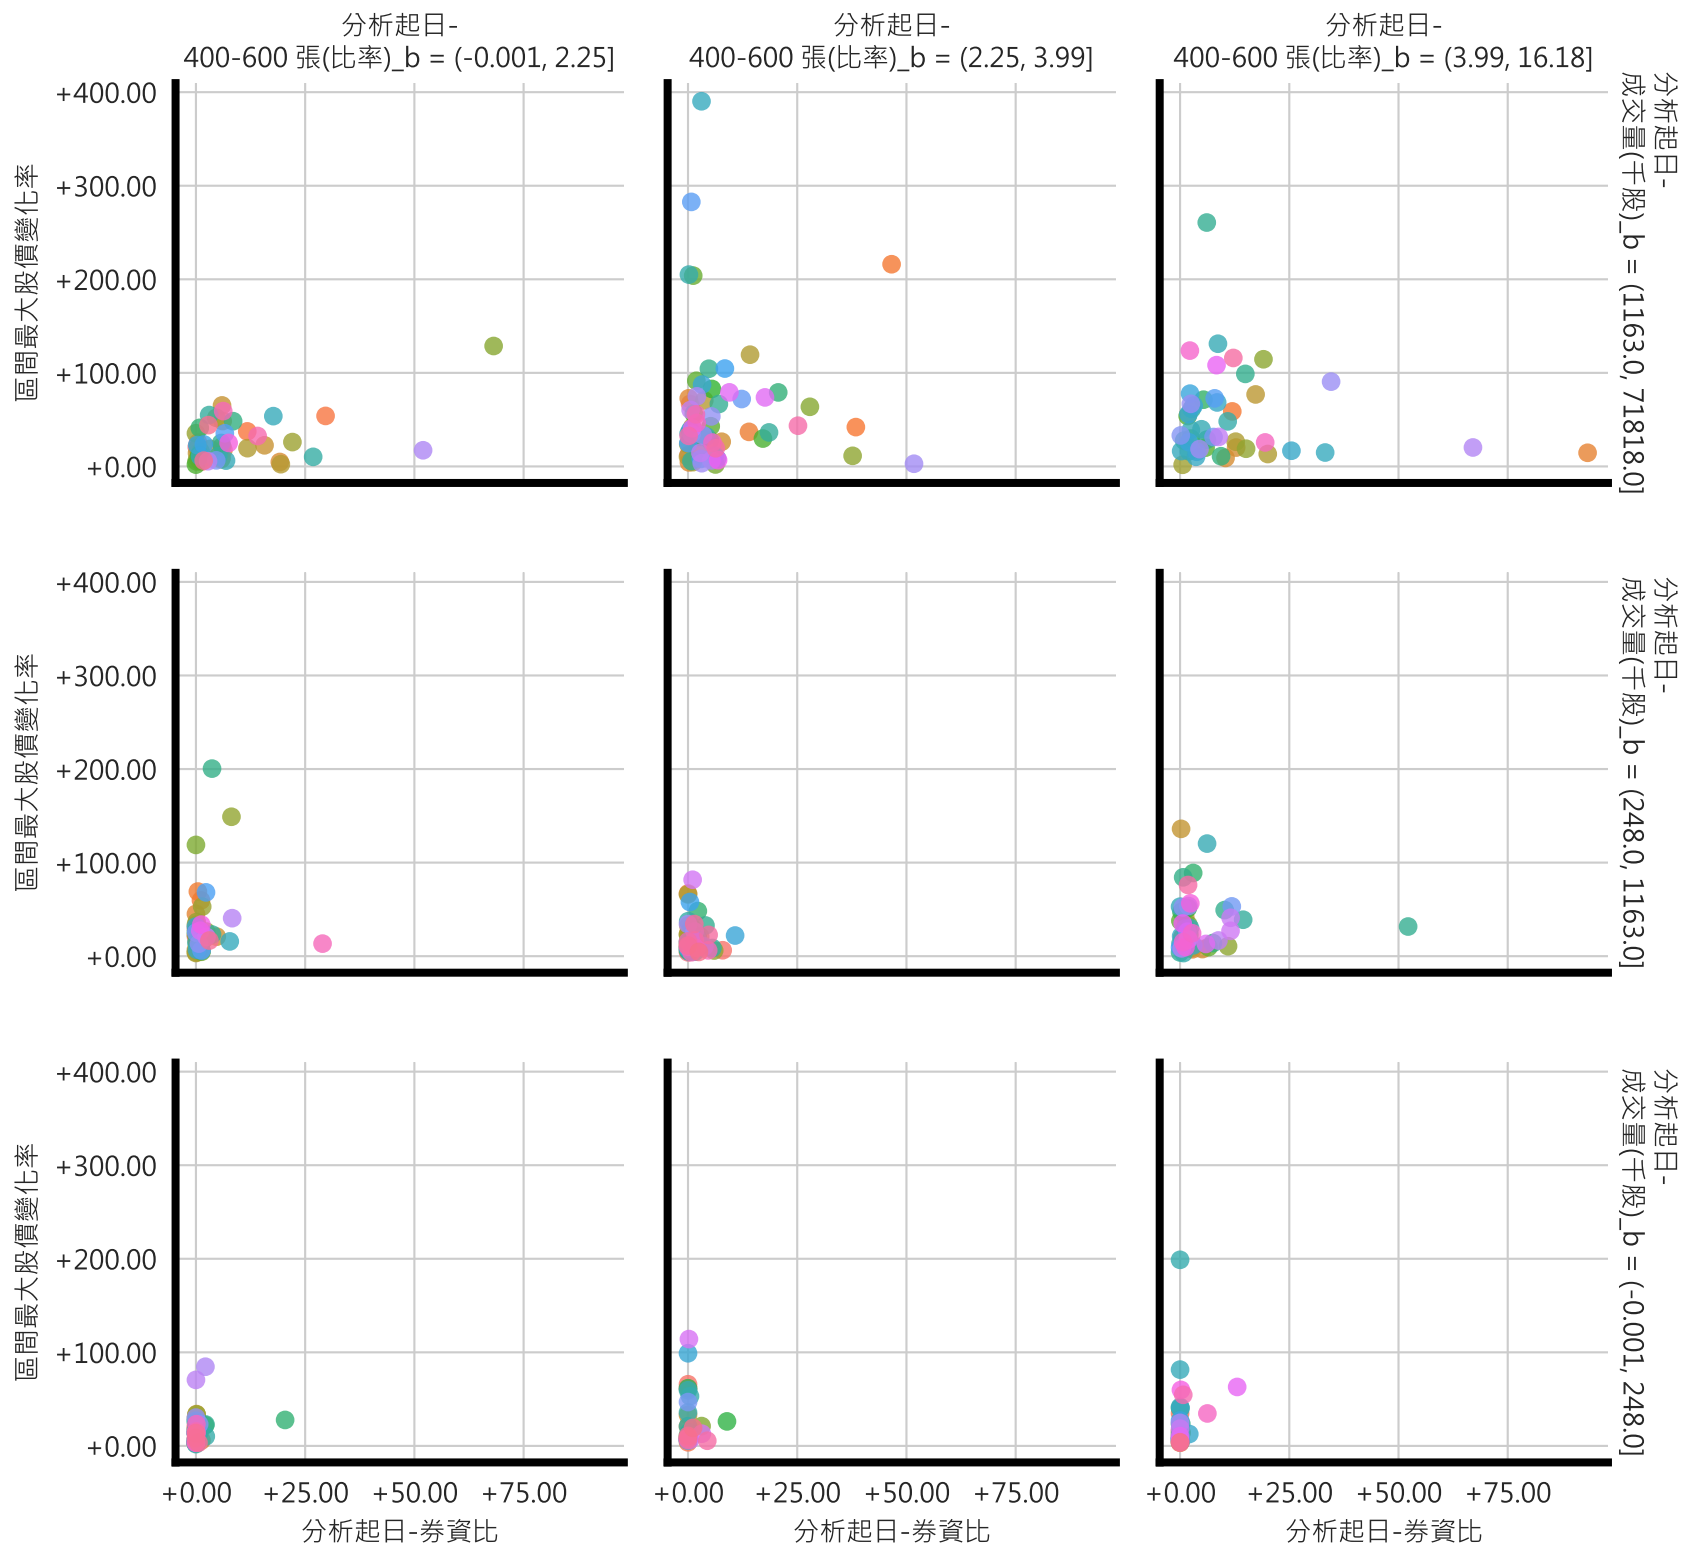 分析起日-
400-600 張(比率)_b = (-0.001, 2.25]
分析起日-
400-600 張(比率)_b = (2.25, 3.99]
分析起日-
400-600 張(比率)_b = (3.99, 16.18]
區間最大股價變化率
+400.00
+300.00
+200.00
+100.00
+0.00
分析起日-
成交量(千股)_b = (1163.0, 71818.0]
區間最大股價變化率
+400.00
+300.00
+200.00
+100.00
+0.00
分析起日-
成交量(千股)_b = (248.0, 1163.0]
區間最大股價變化率
+400.00
+300.00
+200.00
+100.00
+0.00
分析起日-
成交量(千股)_b = (-0.001, 248.0]
+0.00 +25.00 +50.00 +75.00
分析起日-券資比
+0.00 +25.00 +50.00 +75.00
分析起日-券資比
+0.00 +25.00 +50.00 +75.00
分析起日-券資比